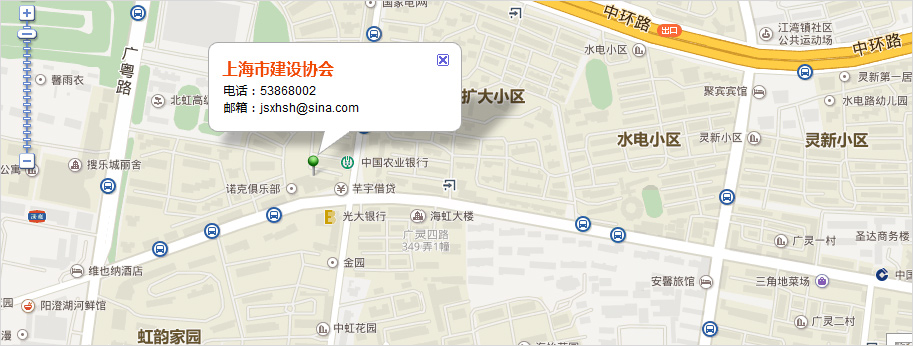 国家电网
中环路
出口
江湾镇社区
公共运动场
中环路
水电小区
广粤路
馨雨衣
上海市建设协会
电话：53868002
邮箱：jsxhsh@sina.com
北虹高级
扩大小区
灵新第一居
聚宾宾馆
水电路幼儿园
水电小区
灵新小区
灵新小区
公寓
搜乐城丽舍
中国农业银行
诺克俱乐部
芊宇借贷
光大银行
海虹大楼
广灵四路
349弄1幢
广灵一村
圣达商务楼
维也纳酒店
金园
安馨旅馆
三角地菜场
中国
花园
阳澄湖河鲜馆
漫
虹韵家园
中虹花园
广灵二村